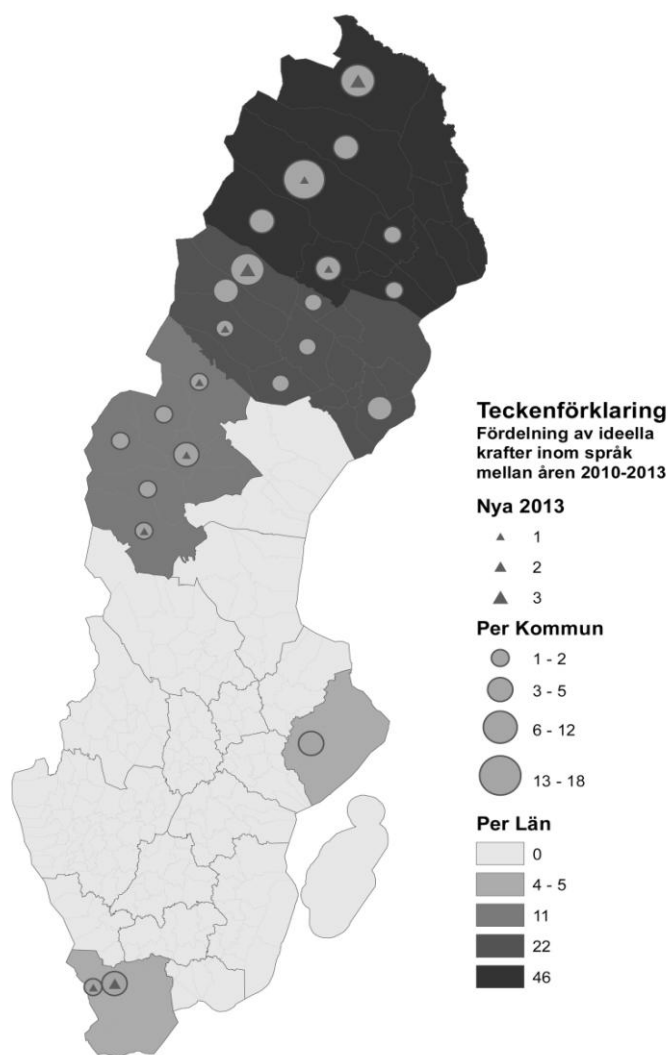 Teckenförklaring
Fördelning av ideella
krafter inom språk
mellan åren 2010-2013
Nya 2013
1
2
3
Per Kommun
1 - 2
3 - 5
6 - 12
13 - 18
Per Län
0
4 - 5
11
22
46